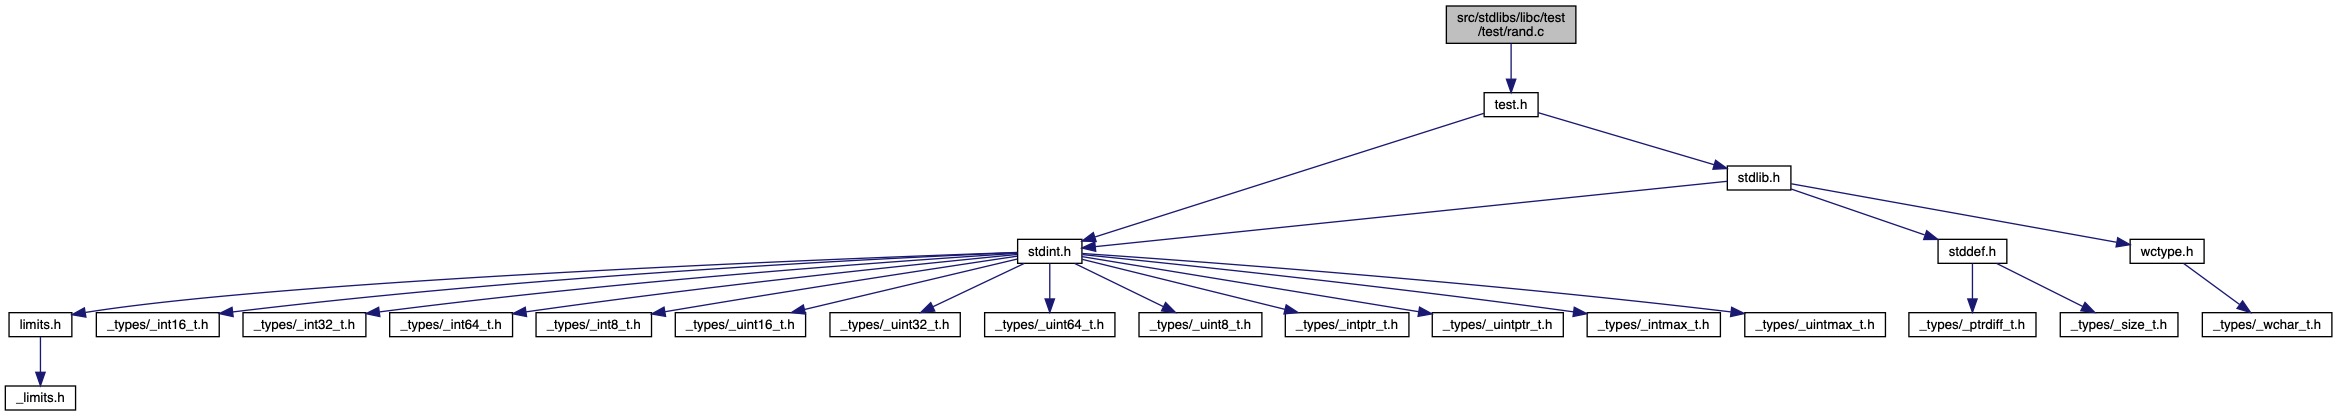 src/stdlibs/libc/test
/test/rand.c
test.h
stdlib.h
stdint.h
stddef.h
wctype.h
limits.h
_types/_int16_t.h
_types/_int32_t.h
_types/_int64_t.h
_types/_int8_t.h
_types/_uint16_t.h
_types/_uint32_t.h
_types/_uint64_t.h
_types/_uint8_t.h
_types/_intptr_t.h
_types/_uintptr_t.h
_types/_intmax_t.h
_types/_uintmax_t.h
_types/_ptrdiff_t.h
_types/_size_t.h
_types/_wchar_t.h
_limits.h